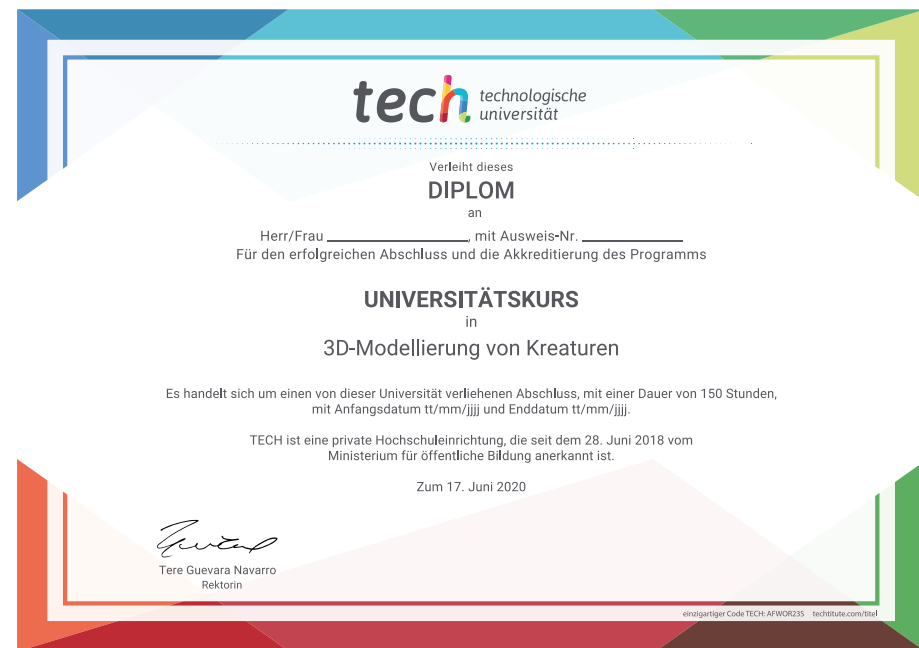 tech technologische
universität
Verleiht dieses
DIPLOM
an
Herr/Frau ____________, mit Ausweis-Nr. ____________
Für den erfolgreichen Abschluss und die Akkreditierung des Programms
UNIVERSITÄTSKURS
in
3D-Modellierung von Kreaturen
Es handelt sich um einen von dieser Universität verliehenen Abschluss, mit einer Dauer von 150 Stunden,
mit Anfangsdatum tt/mm/jjjj und Enddatum tt/mm/jjjj.
TECH ist eine private Hochschuleinrichtung, die seit dem 28. Juni 2018 vom
Ministerium für öffentliche Bildung anerkannt ist.
Zum 17. Juni 2020
Tere Guevara Navarro
Rektorin
einzigartiger Code TECH: AFWOR23S techtitute.com/titel